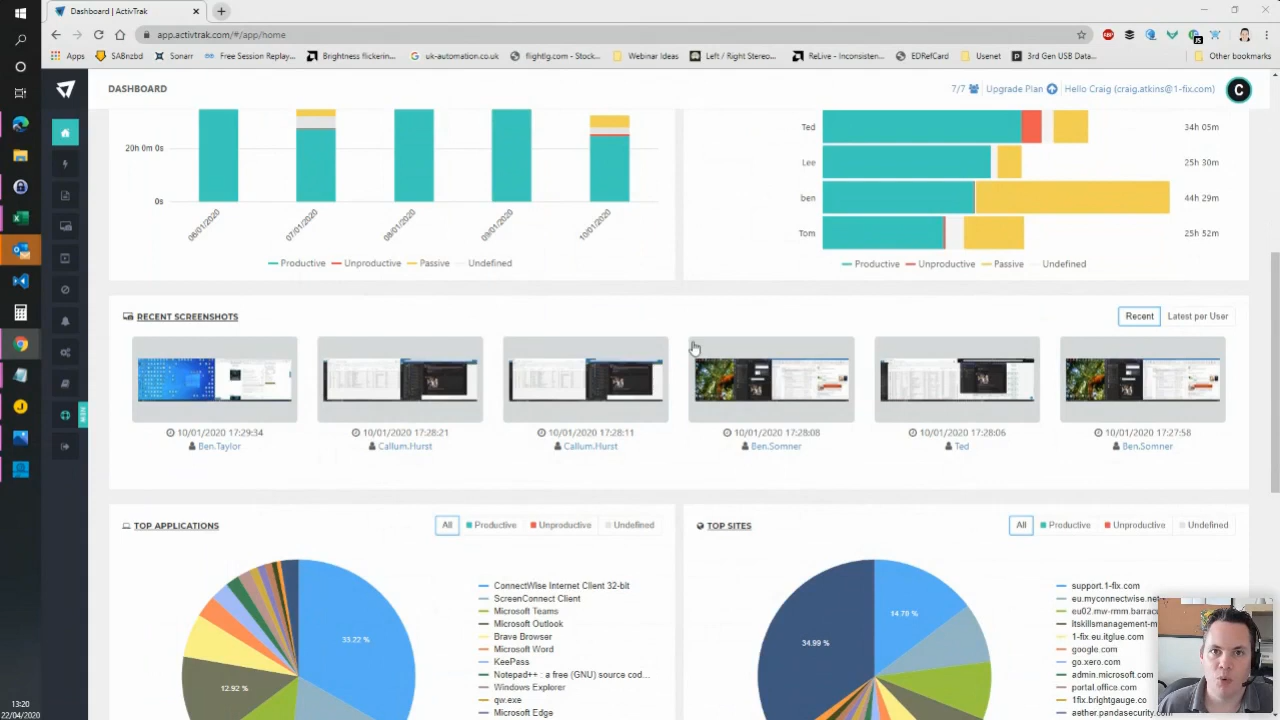 Dashboard | ActivTrak
app.activtrak.com/#/app/home
Apps
SABnzbd
Sonarr
Free Session Replay...
Brightness flickerin...
uk-automation.co.uk
flightlg.com - Stock...
Webinar Ideas
Left / Right Stereo...
ReLive - Inconsisten...
EDRefCard
Usenet
3rd Gen USB Data...
Other bookmarks
DASHBOARD
7/7
Upgrade Plan
Hello Craig (craig.atkins@1-fix.com)
C
20h 0m 0s
0s
06/01/2020
07/01/2020
08/01/2020
09/01/2020
10/01/2020
Productive
Unproductive
Passive
Undefined
Ted
34h 05m
Lee
25h 30m
ben
44h 29m
Tom
25h 52m
Productive
Unproductive
Passive
Undefined
NEW
RECENT SCREENSHOTS
Recent
Latest per User
10/01/2020 17:29:34
Ben.Taylor
10/01/2020 17:28:21
Callum.Hurst
10/01/2020 17:28:11
Callum.Hurst
10/01/2020 17:28:08
Ben.Somner
10/01/2020 17:28:06
Ted
10/01/2020 17:27:58
Ben.Somner
TOP APPLICATIONS
All
Productive
Unproductive
Undefined
33.22 %
12.92 %
ConnectWise Internet Client 32-bit
ScreenConnect Client
Microsoft Teams
Microsoft Outlook
Brave Browser
Microsoft Word
KeePass
Notepad++ : a free (GNU) source cod...
Windows Explorer
qw.exe
Microsoft Edge
TOP SITES
All
Productive
Unproductive
Undefined
14.78 %
34.99 %
support.1-fix.com
eu.myconnectwise.net
eu02.mw-rmm.barracu
itskillsmanagement-m
1-fix.eu.itglue.com
google.com
go.xero.com
admin.microsoft.com
portal.office.com
1fix.brightgauge.co
aether.pandasecurity.com
13:20
22/04/2020